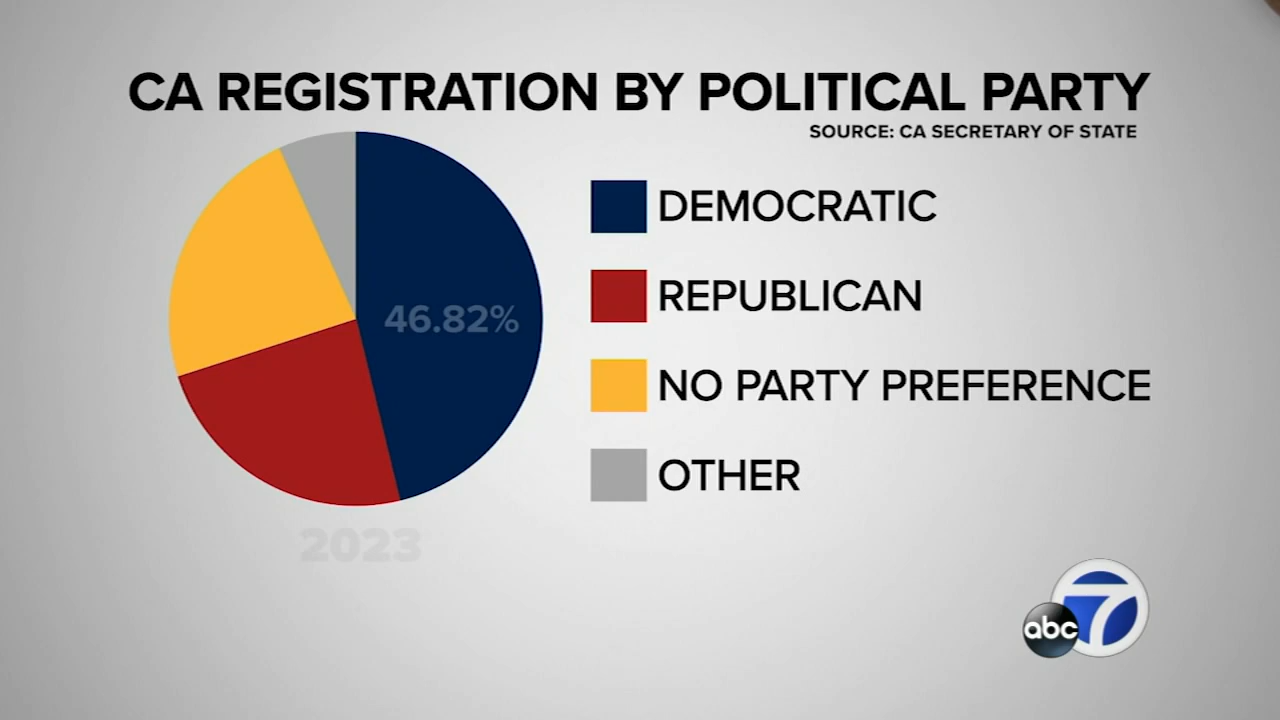 CA REGISTRATION BY POLITICAL PARTY
SOURCE: CA SECRETARY OF STATE
DEMOCRATIC
46.82%
REPUBLICAN
NO PARTY PREFERENCE
OTHER
2023
abc 7